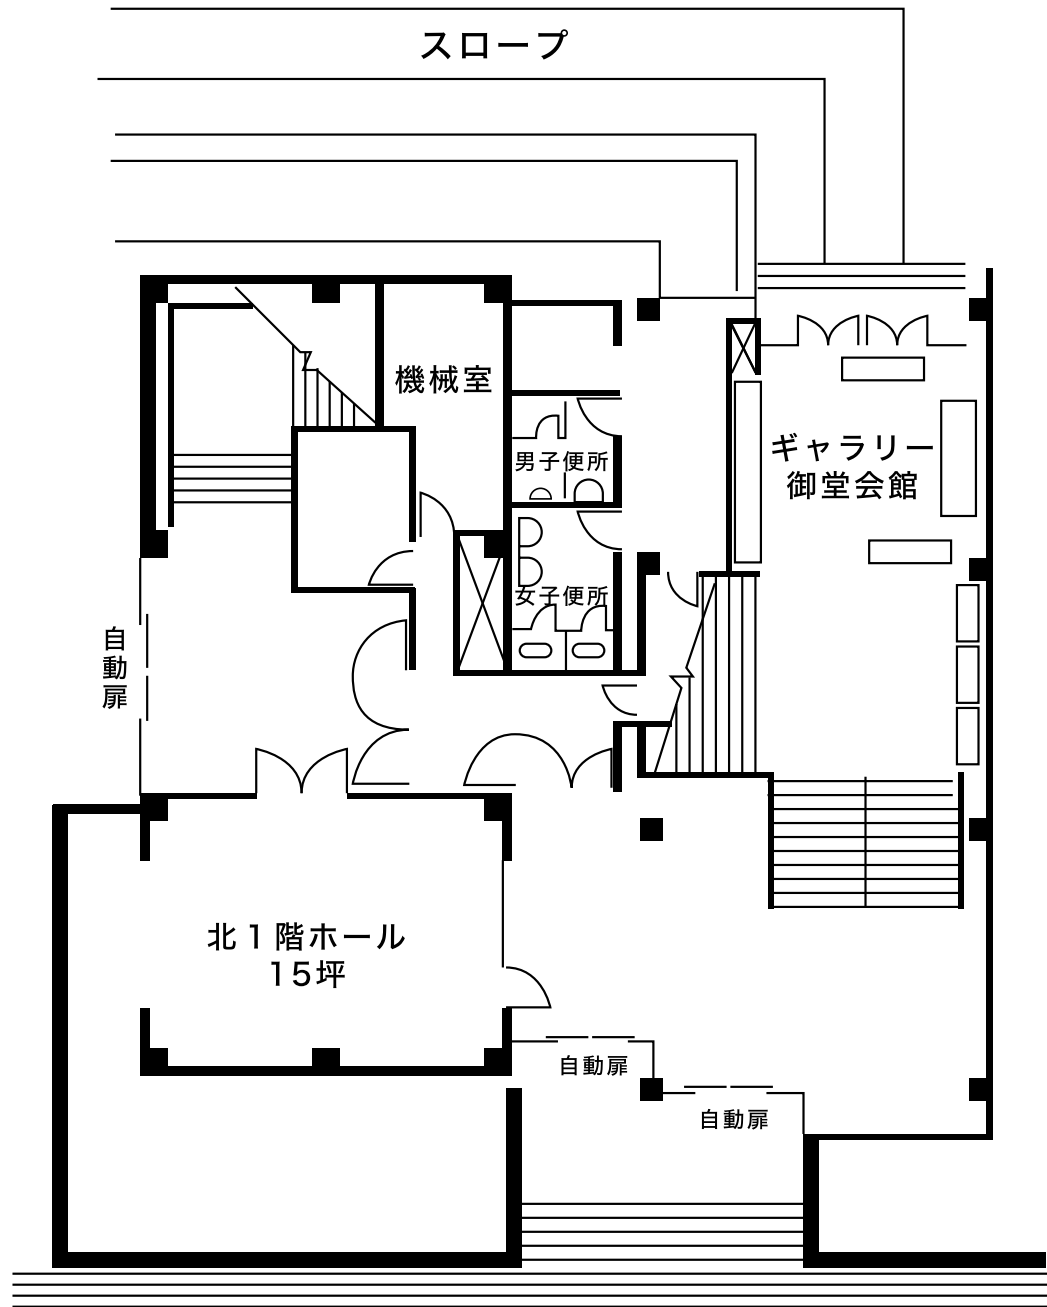 スロープ
機械室
ギャラリー
御堂会館
男子便所
女子便所
自動扉
北１階ホール
15坪
自動扉
自動扉